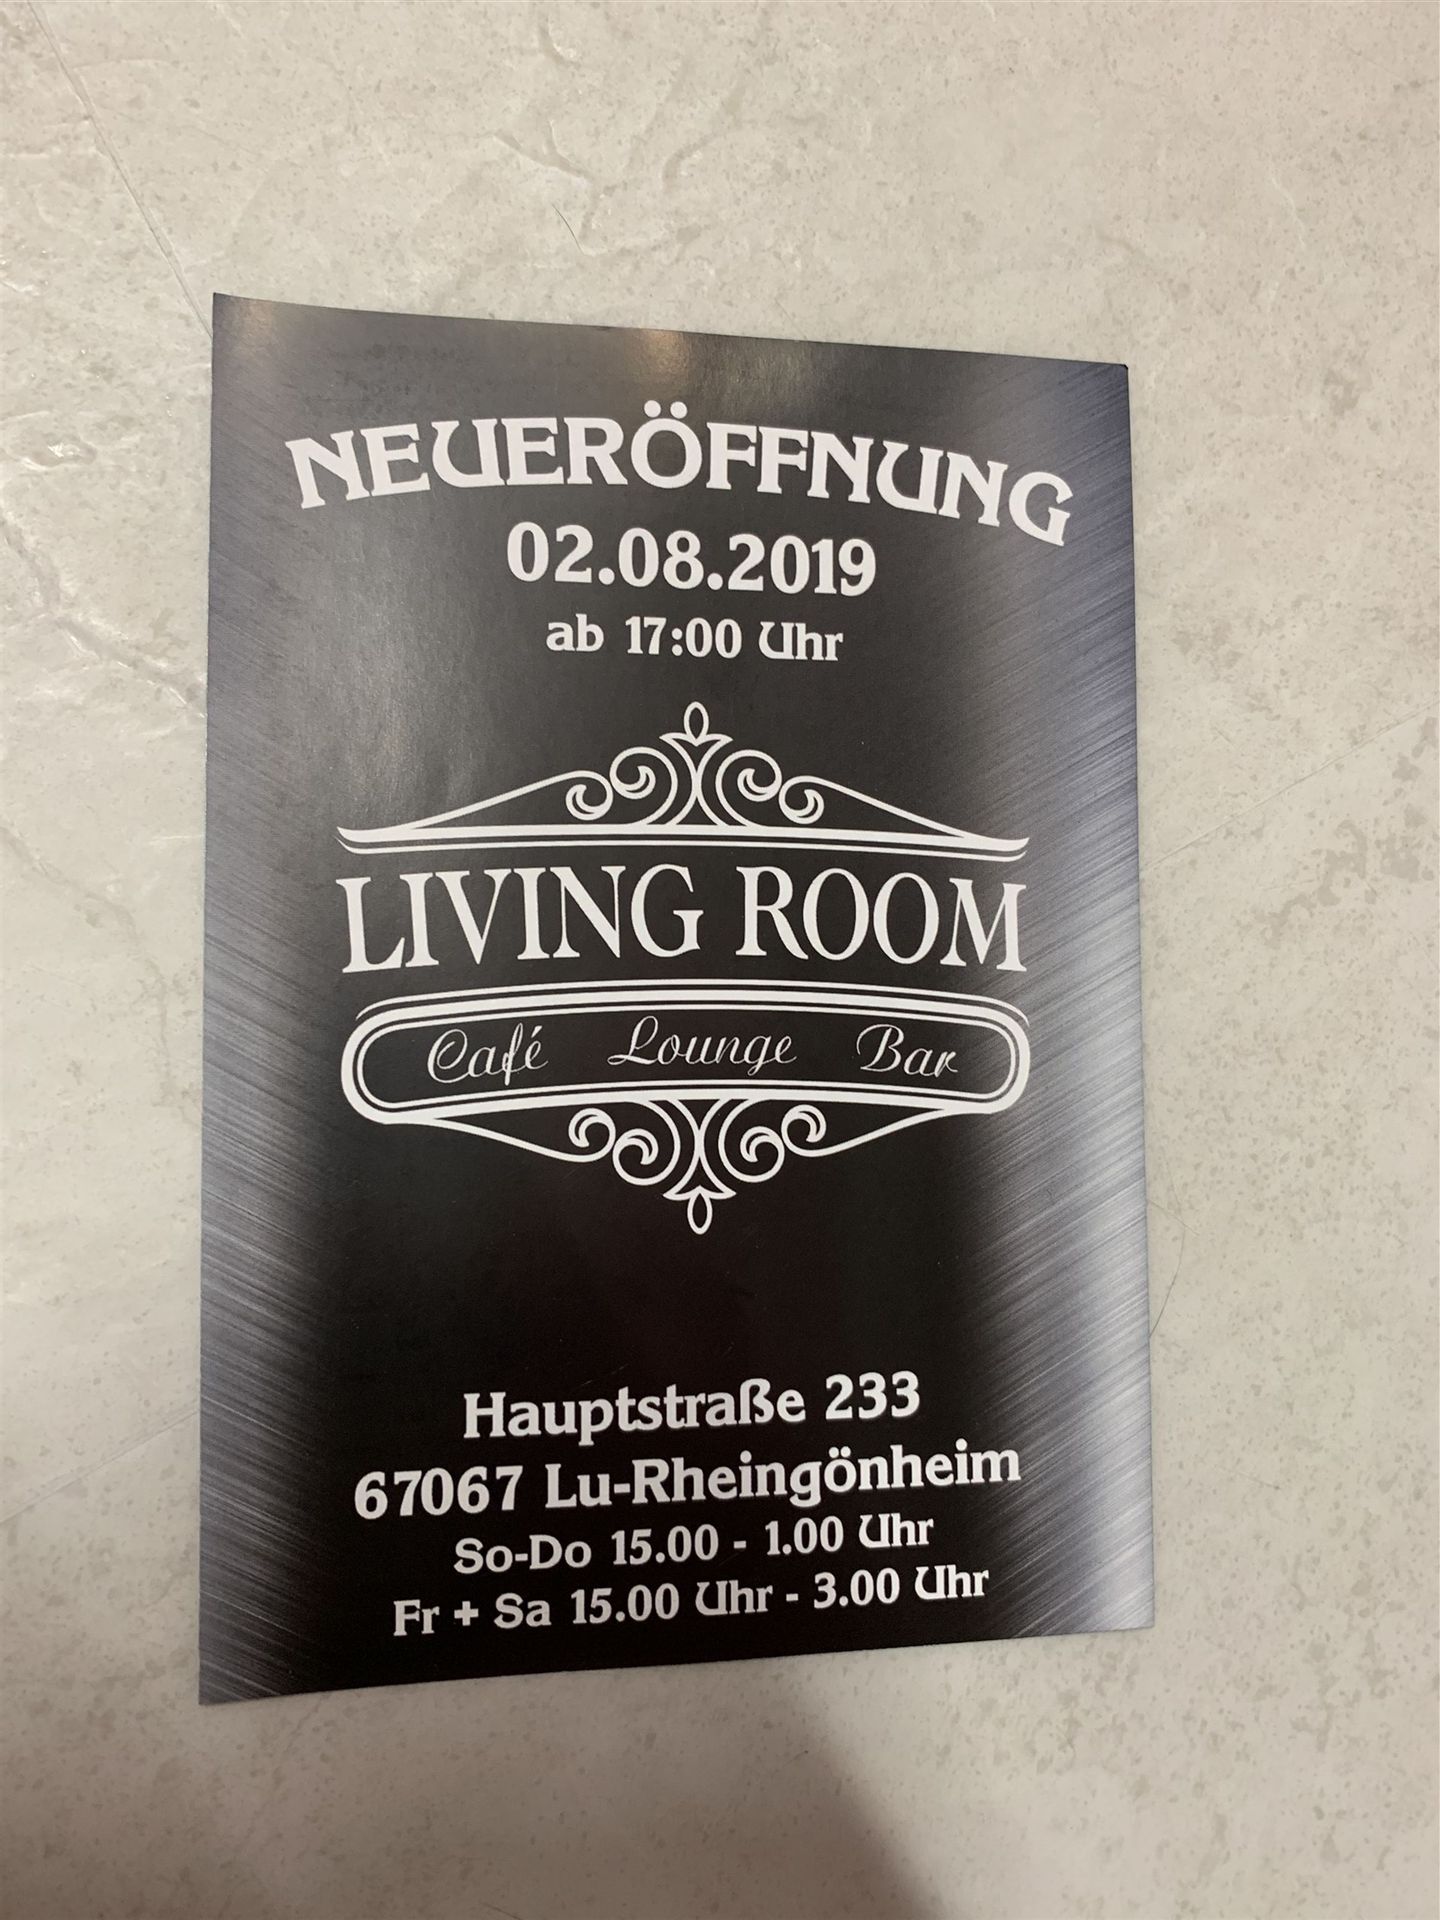 NEUERÖFFNUNG
02.08.2019
ab 17:00 Uhr
LIVING ROOM
Café Lounge Bar
Hauptstraße 233
67067 Lu-Rheingönheim
So-Do 15.00 - 1.00 Uhr
Fr + Sa 15.00 Uhr - 3.00 Uhr